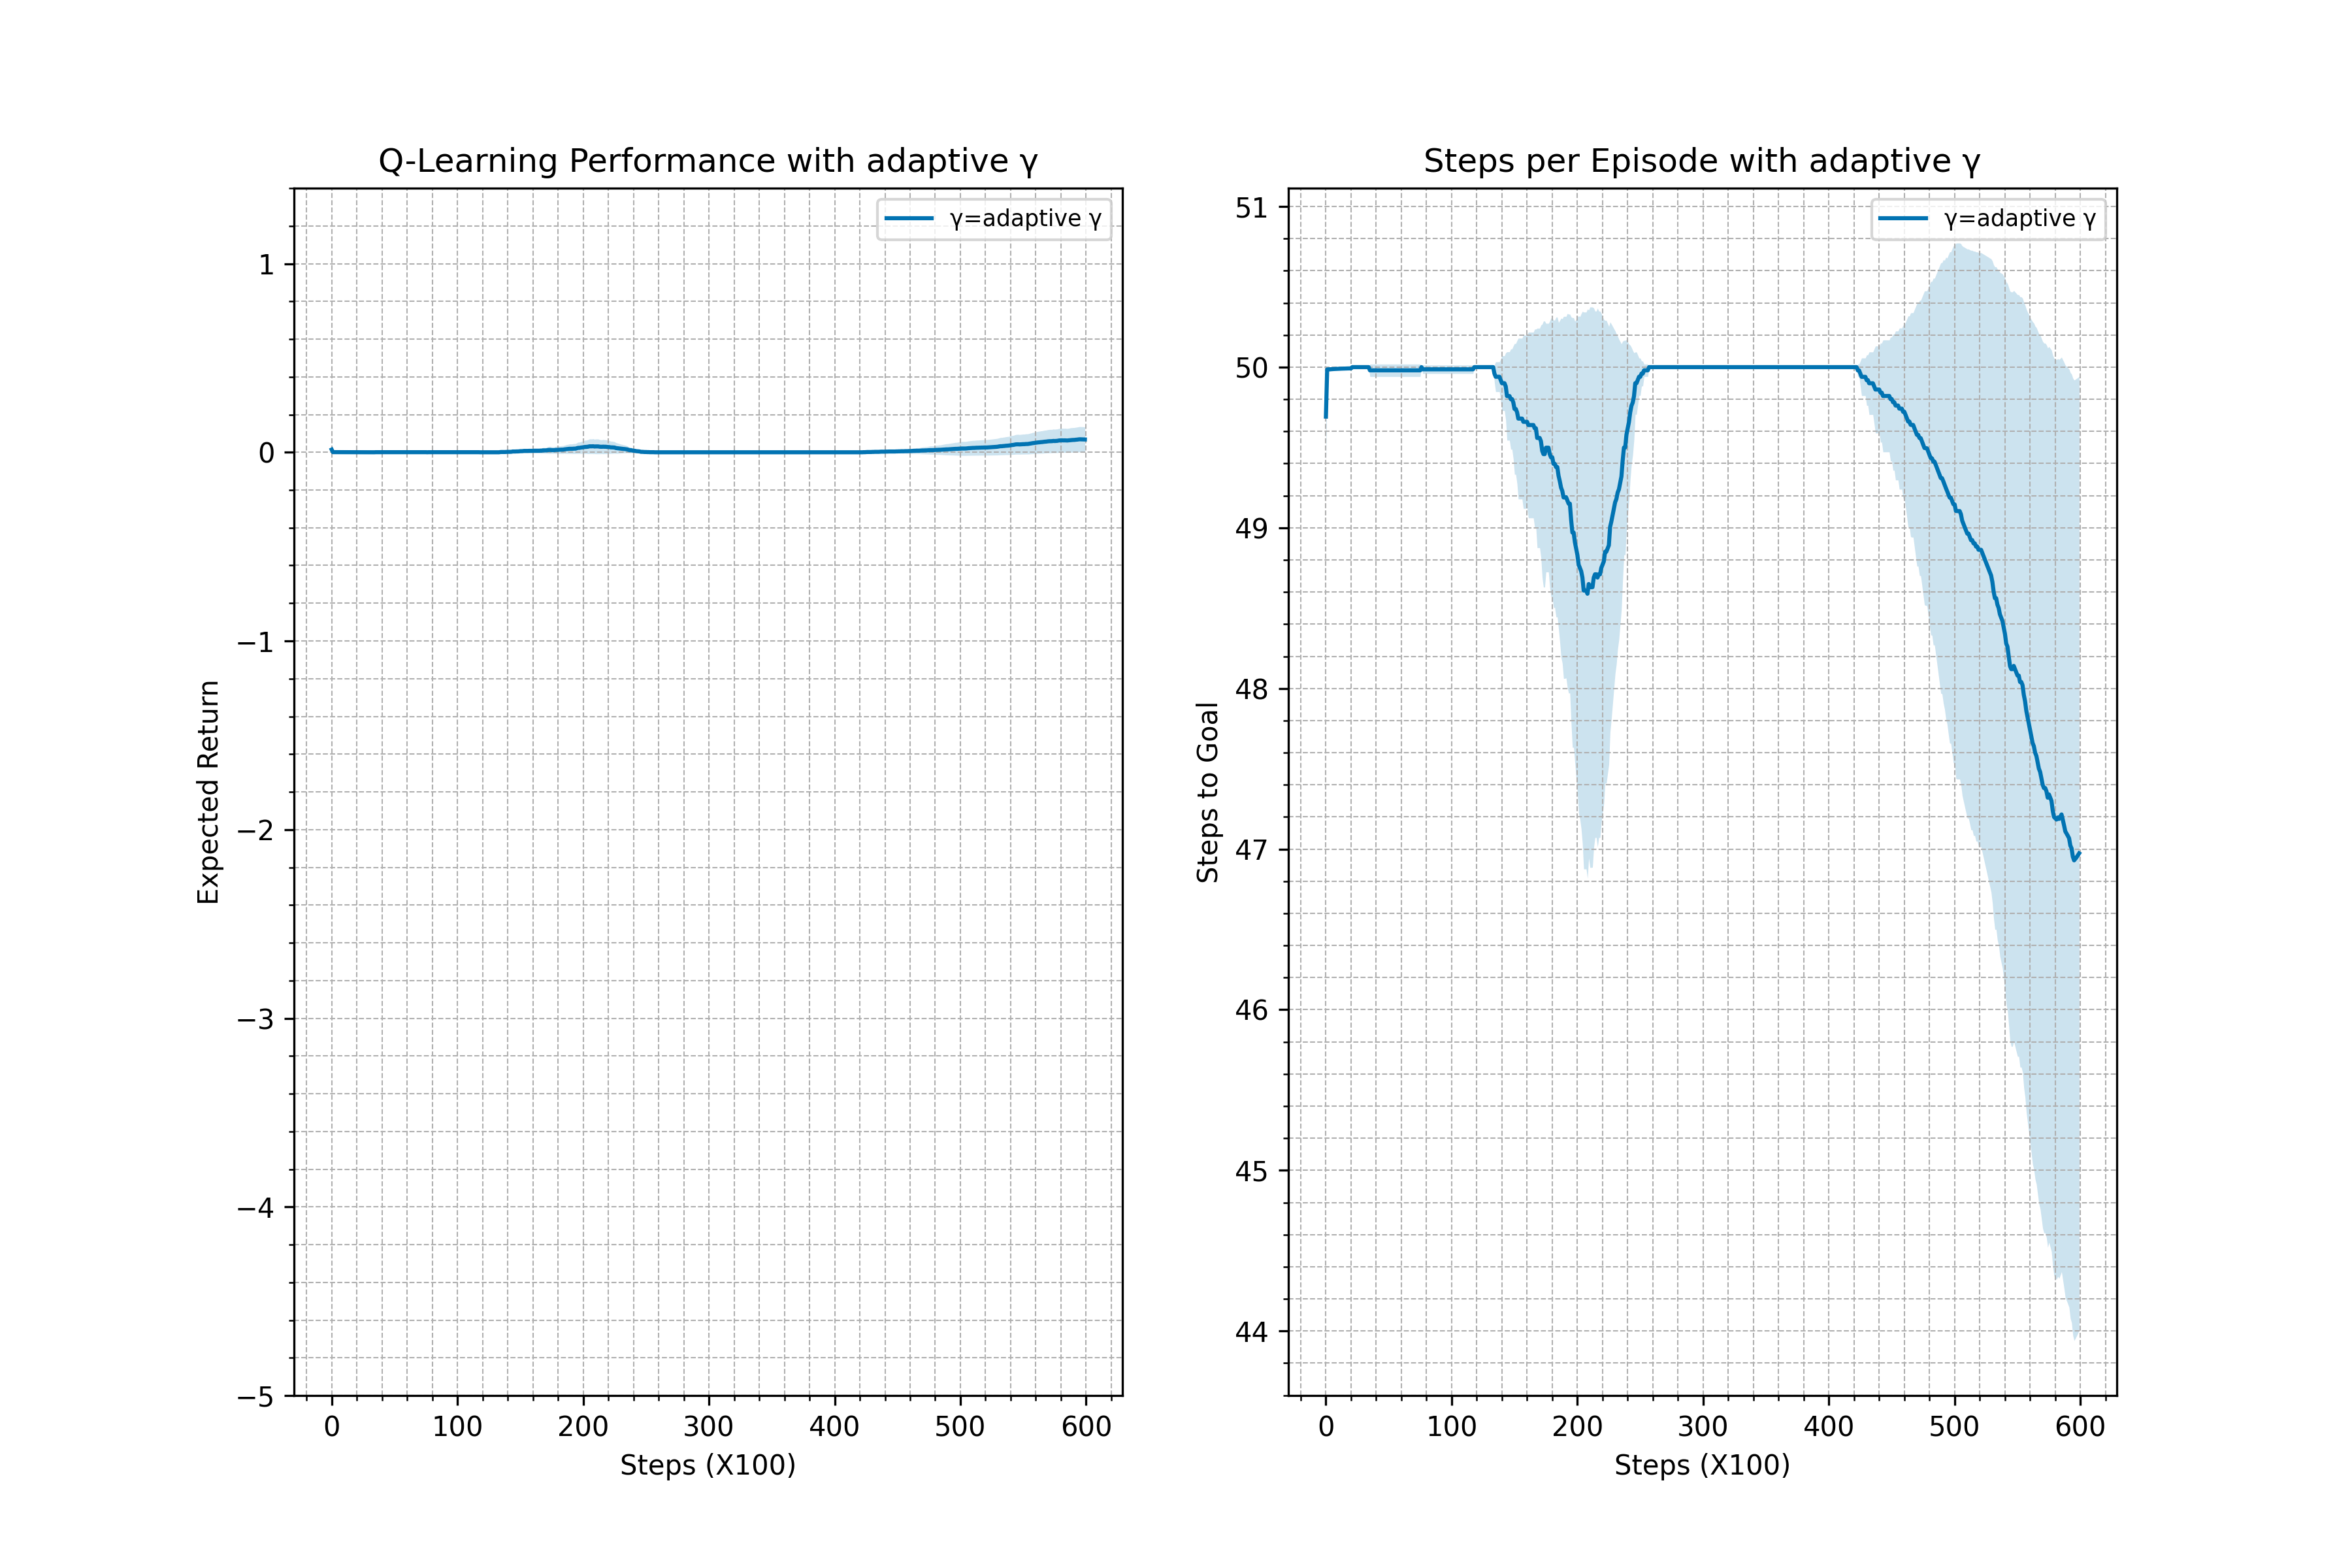 Q-Learning Performance with adaptive γ
γ=adaptive γ
1
0
−1
−2
−3
−4
−5
Expected Return
0 100 200 300 400 500 600
Steps (X100)
Steps per Episode with adaptive γ
γ=adaptive γ
51
50
49
48
47
46
45
44
Steps to Goal
0 100 200 300 400 500 600
Steps (X100)